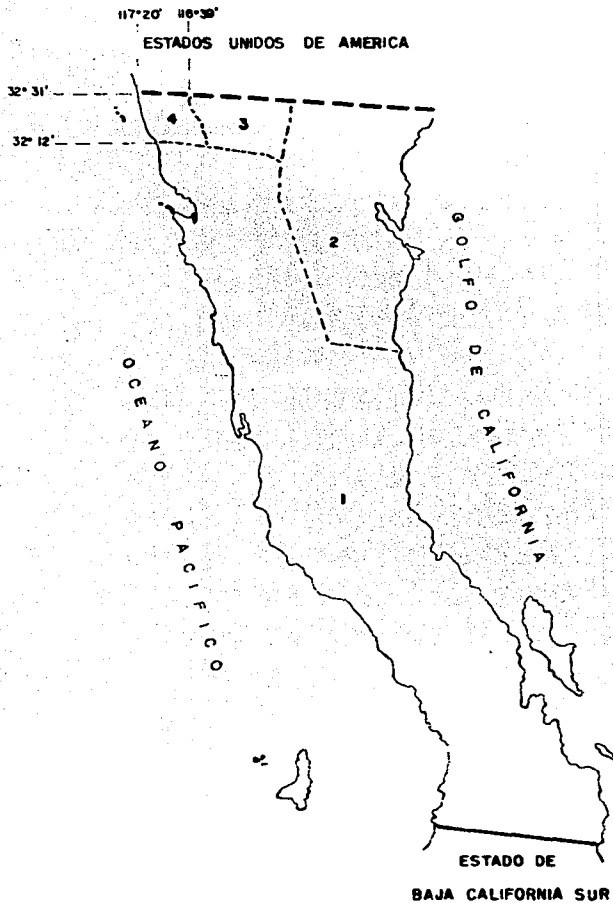 117°20' 116°39'
ESTADOS UNIDOS DE AMERICA
32°31'
4
3
32°12'
2
GOLFO DE CALIFORNIA
OCEANO PACIFICO
1
ESTADO DE
BAJA CALIFORNIA SUR